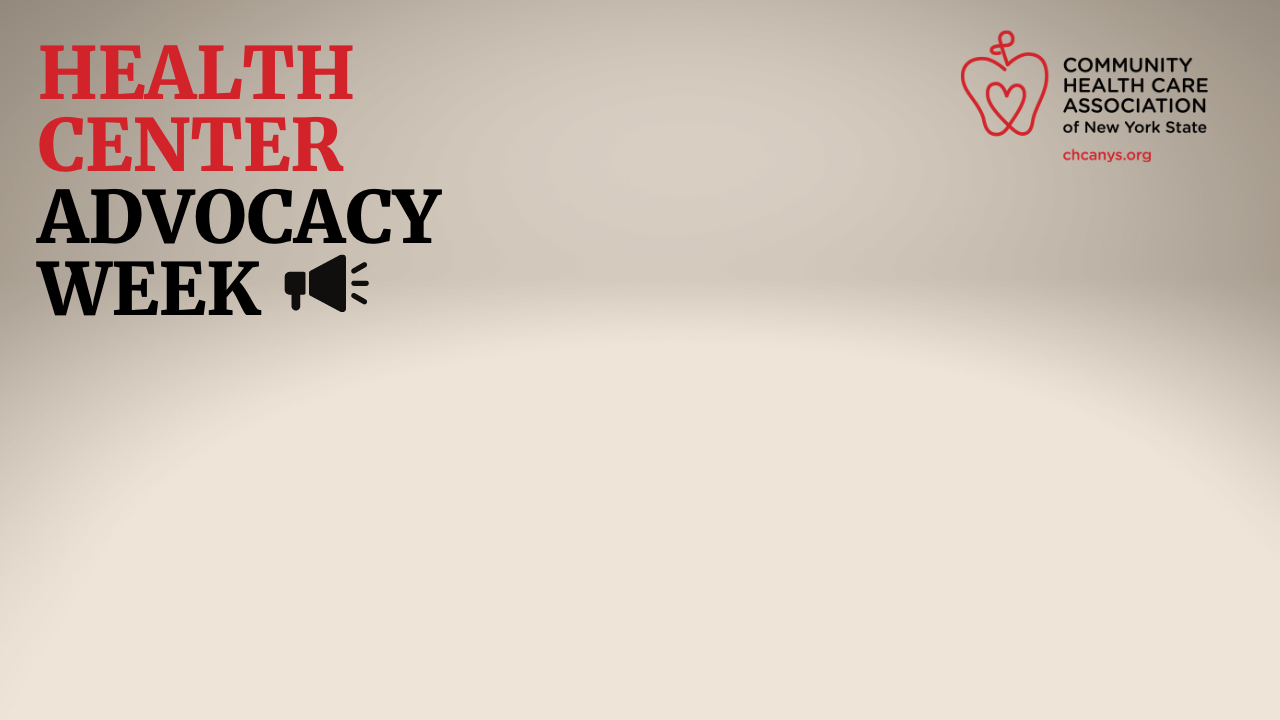 HEALTH
CENTER
ADVOCACY
WEEK
COMMUNITY
HEALTH CARE
ASSOCIATION
of New York State
chcanys.org